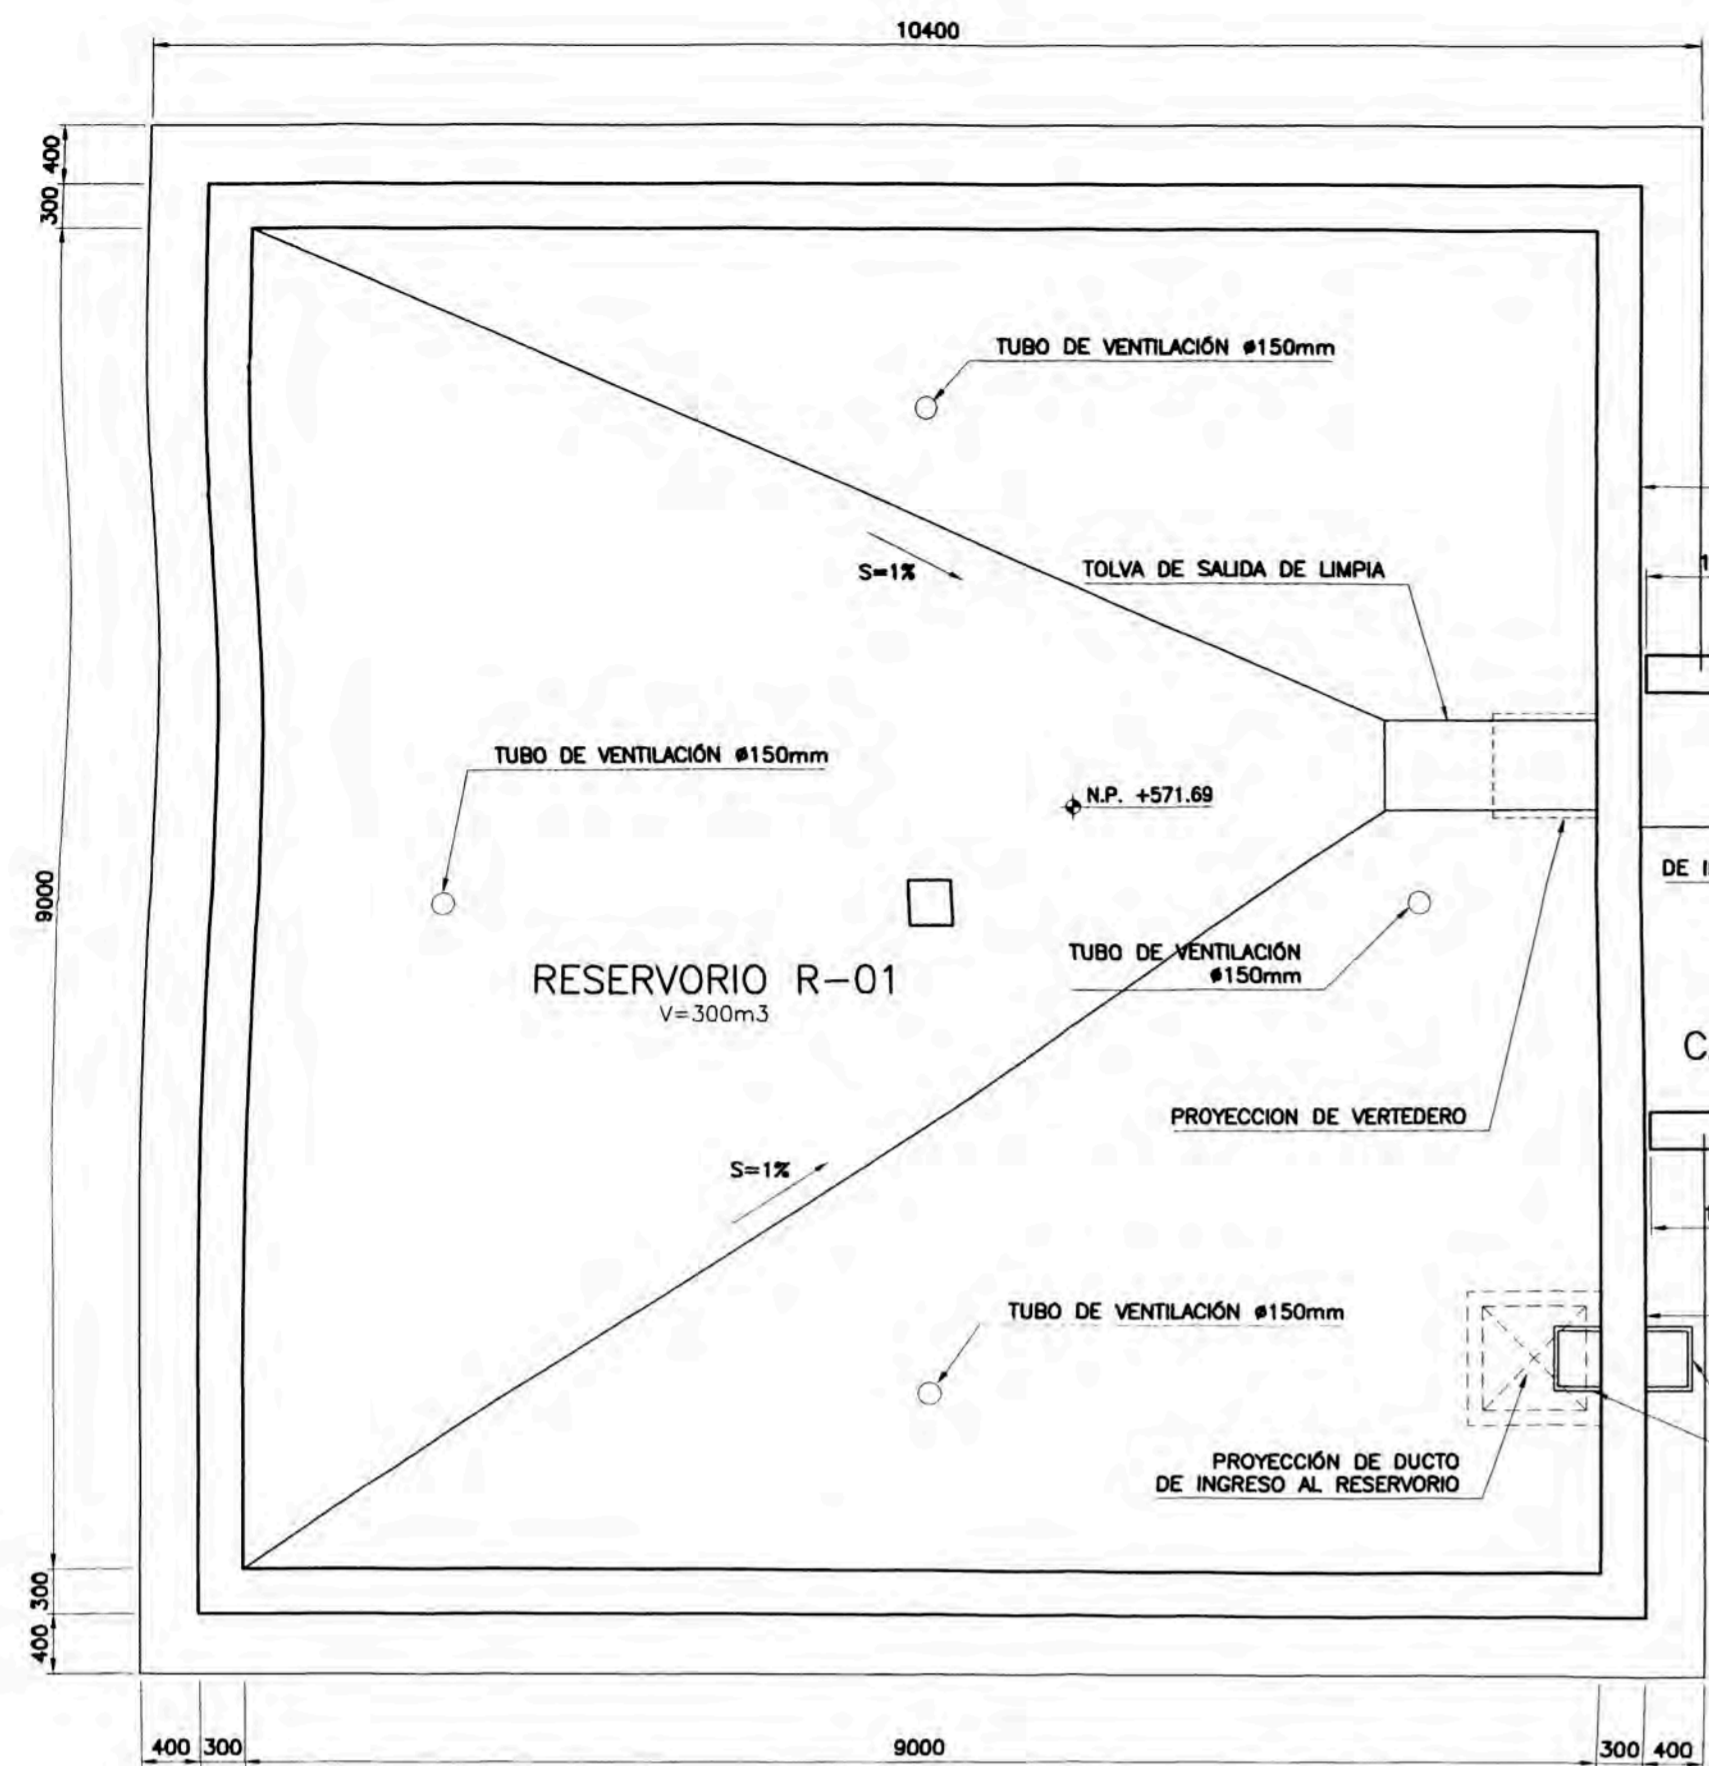 10400
400
300
TUBO DE VENTILACIÓN ø150mm
S=1%
TOLVA DE SALIDA DE LIMPIA
TUBO DE VENTILACIÓN ø150mm
N.P. +571.69
DE
9000
TUBO DE VENTILACIÓN
ø150mm
RESERVORIO R-01
V=300m3
C
PROYECCION DE VERTEDERO
S=1%
TUBO DE VENTILACIÓN ø150mm
PROYECCIÓN DE DUCTO
DE INGRESO AL RESERVORIO
300
400
400 300 9000 300 400